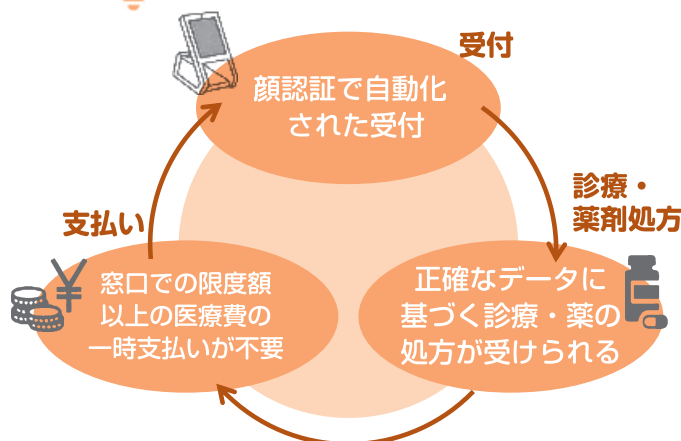 受付
顔認証で自動化
された受付
診療・
薬剤処方
正確なデータに
基づく診療・薬の
処方が受けられる
支払い
¥
窓口での限度額
以上の医療費の
一時支払いが不要